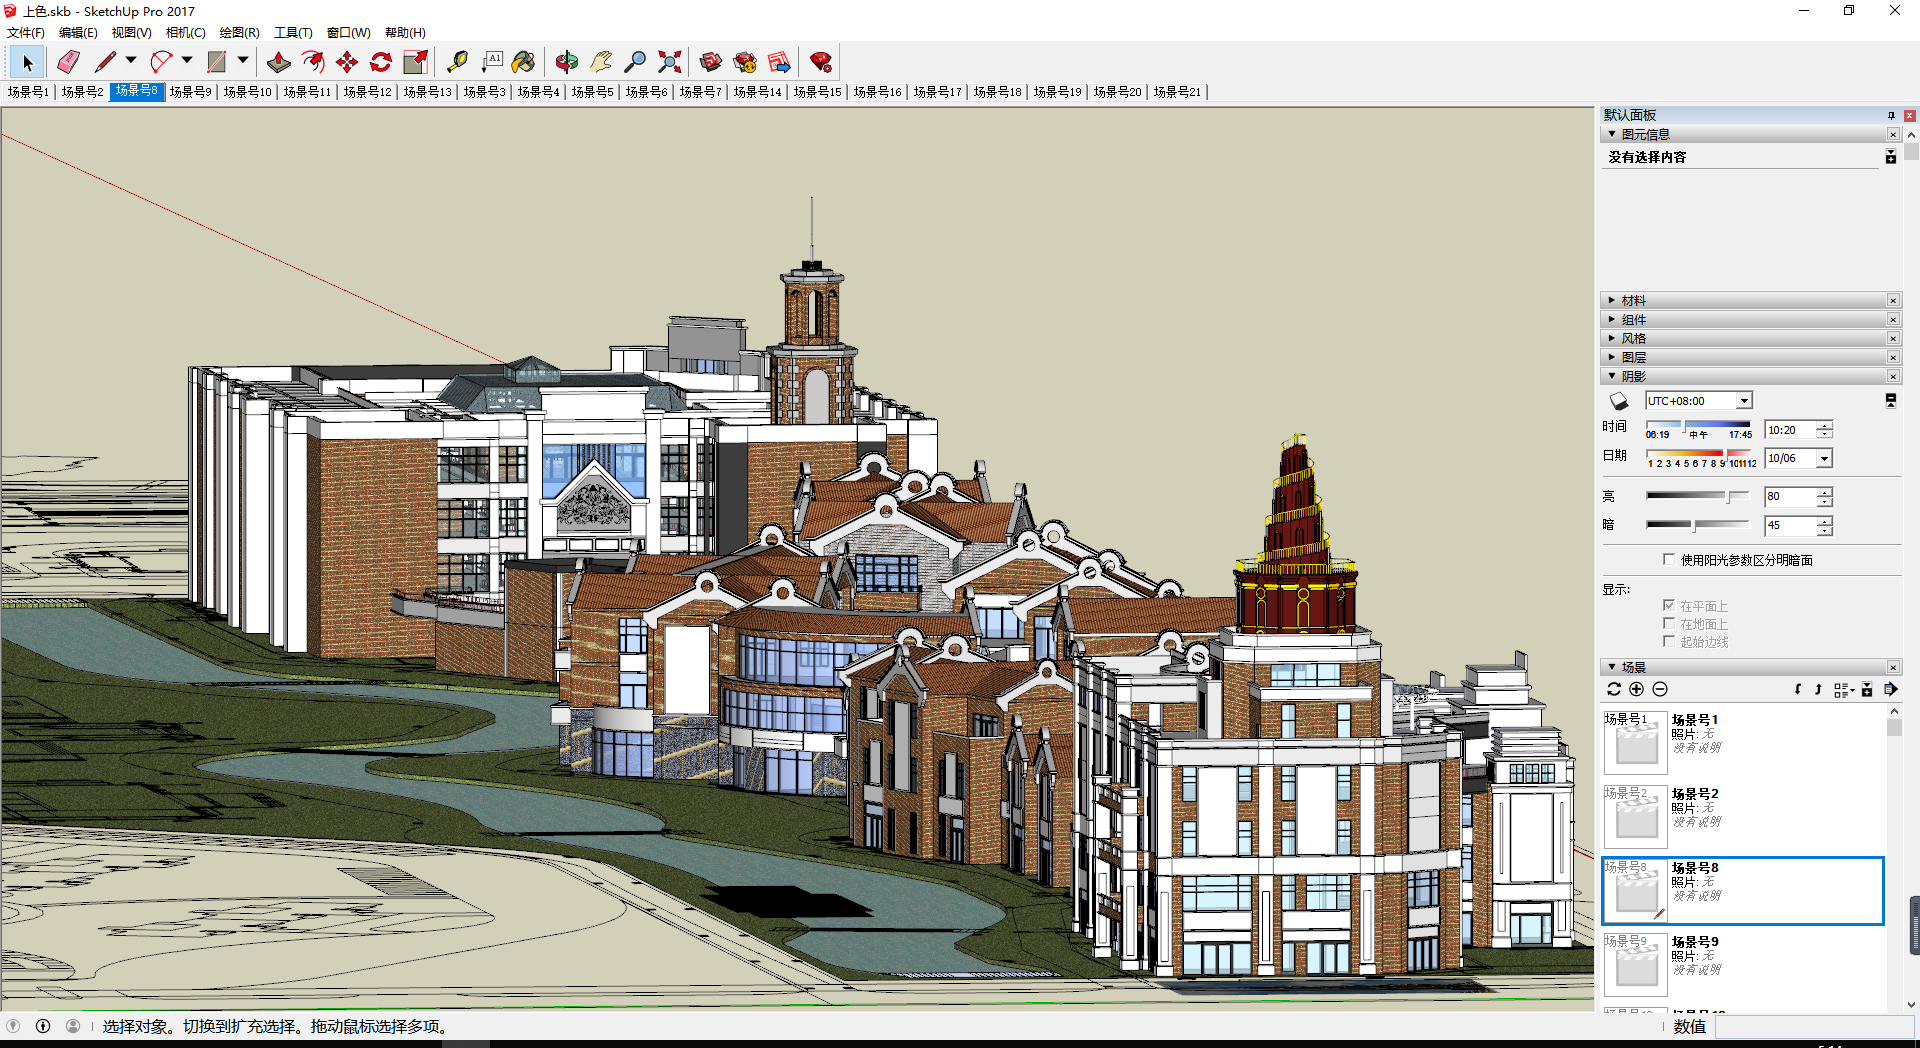 上色.skb - SketchUp Pro 2017
文件(F) 编辑(E) 视图(V) 相机(C) 绘图(R) 工具(T) 窗口(W) 帮助(H)
A1
场景号1 场景号2 场景号8 场景号9 场景号10 场景号11 场景号12 场景号13 场景号3 场景号4 场景号5 场景号6 场景号7 场景号14 场景号15 场景号16 场景号17 场景号18 场景号19 场景号20 场景号21
默认面板
图元信息
没有选择内容
材料
组件
风格
图层
阴影
UTC+08:00
时间 06:19 中午 17:45 10:20
日期 1 2 3 4 5 6 7 8 9 10 11 12 10/06
亮 80
暗 45
使用阳光参数区分明暗面
显示:
在平面上
在地面上
起始边线
场景
场景号1 场景号1
照片: 无
没有说明
场景号2 场景号2
照片: 无
没有说明
场景号8 场景号8
照片: 无
没有说明
场景号9 场景号9
照片: 无
没有说明
选择对象。切换到扩充选择。拖动鼠标选择多项。
数值